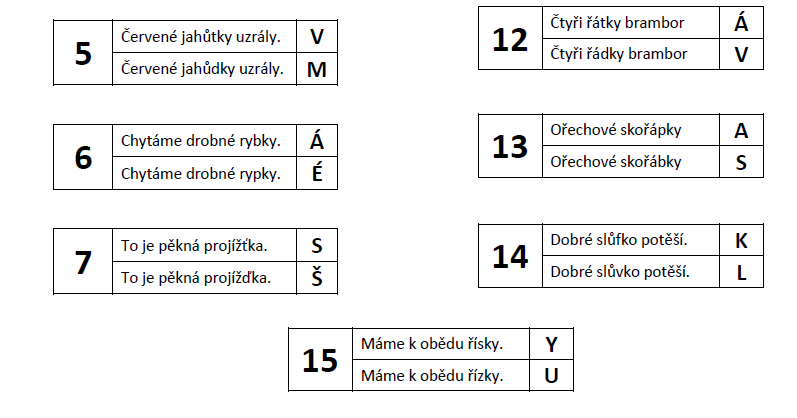 5
Červené jahůtky uzrály. V
Červené jahůdky uzrály. M
6
Chytáme drobné rybky. Á
Chytáme drobné rypky. É
7
To je pěkná projížťka. S
To je pěkná projížďka. Š
12
Čtyři řátky brambor Á
Čtyři řádky brambor V
13
Ořechové skořápky A
Ořechové skořábky S
14
Dobré slůfko potěší. K
Dobré slůvko potěší. L
15
Máme k obědu řísky. Y
Máme k obědu řízky. U